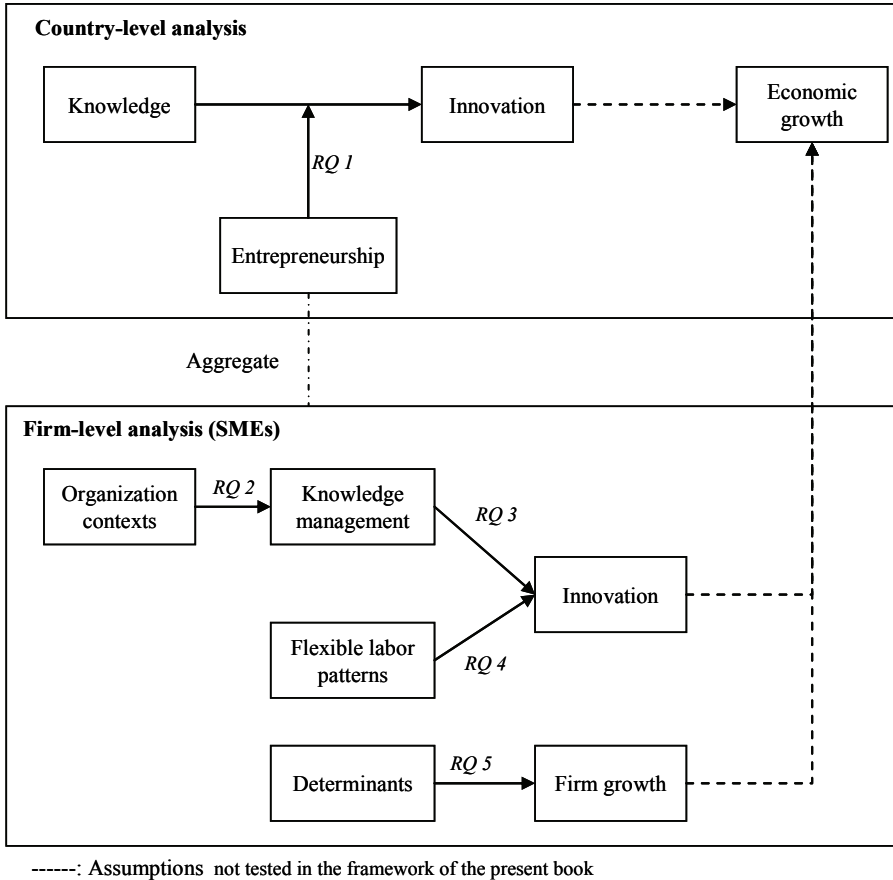 Country-level analysis
Knowledge
Innovation
Economic
growth
RQ 1
Entrepreneurship
Aggregate
Firm-level analysis (SMEs)
Organization
contexts
RQ 2
Knowledge
management
RQ 3
Innovation
Flexible labor
patterns
RQ 4
Determinants
RQ 5
Firm growth
------: Assumptions not tested in the framework of the present book